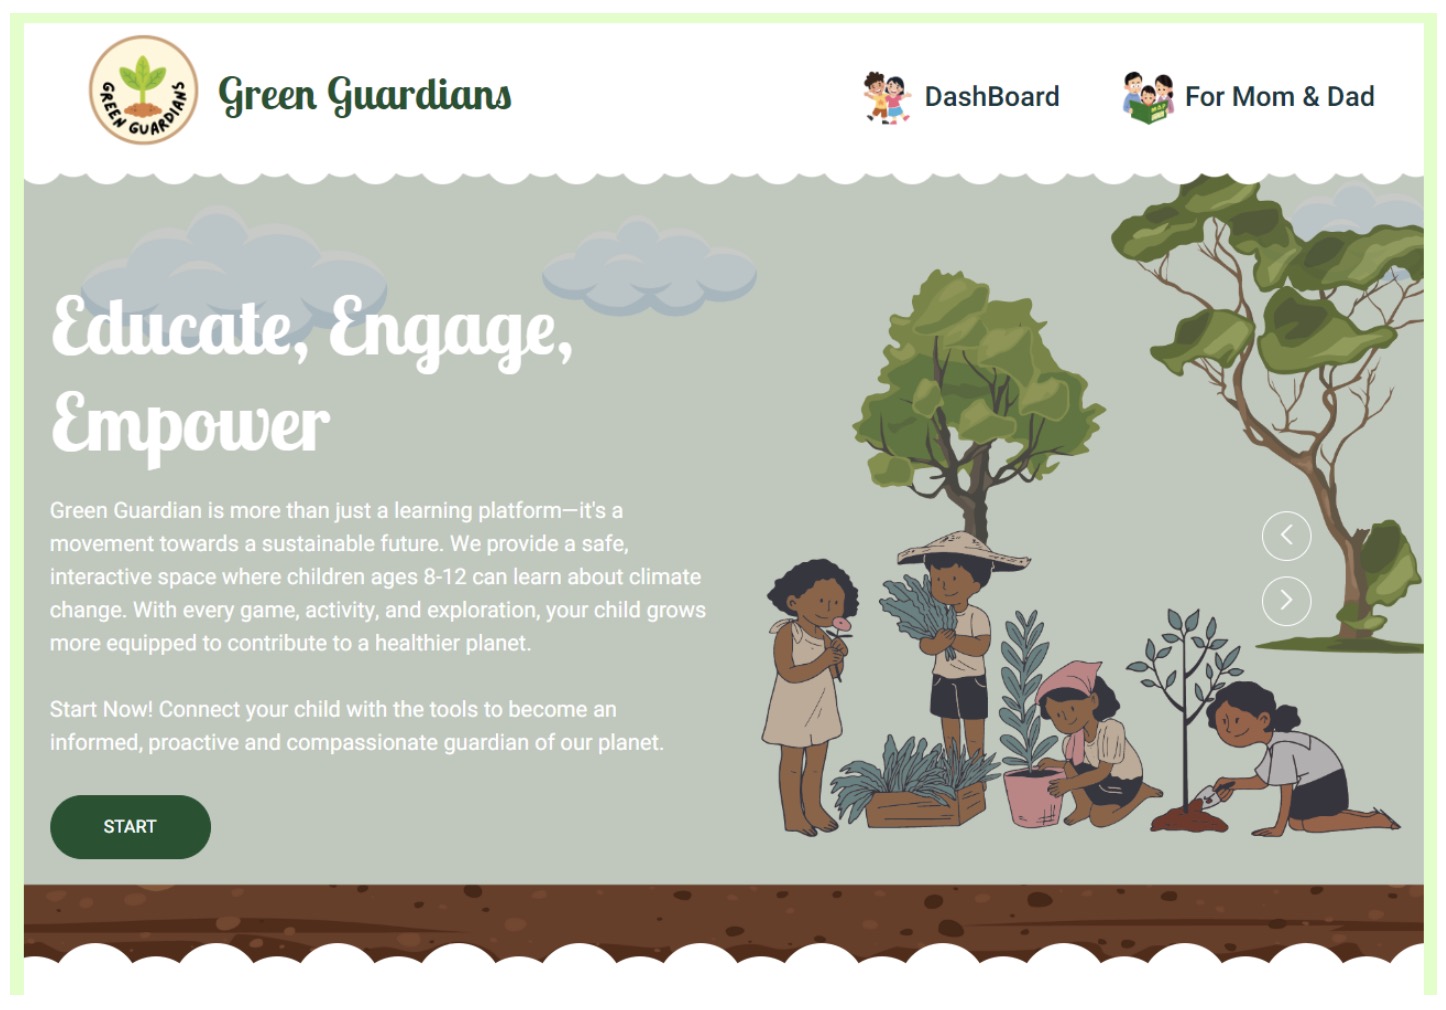 GREEN GUARDIANS
Green Guardians
DashBoard
For Mom & Dad
Educate, Engage,
Empower
Green Guardian is more than just a learning platform—it's a
movement towards a sustainable future. We provide a safe,
interactive space where children ages 8-12 can learn about climate
change. With every game, activity, and exploration, your child grows
more equipped to contribute to a healthier planet.
Start Now! Connect your child with the tools to become an
informed, proactive and compassionate guardian of our planet.
START